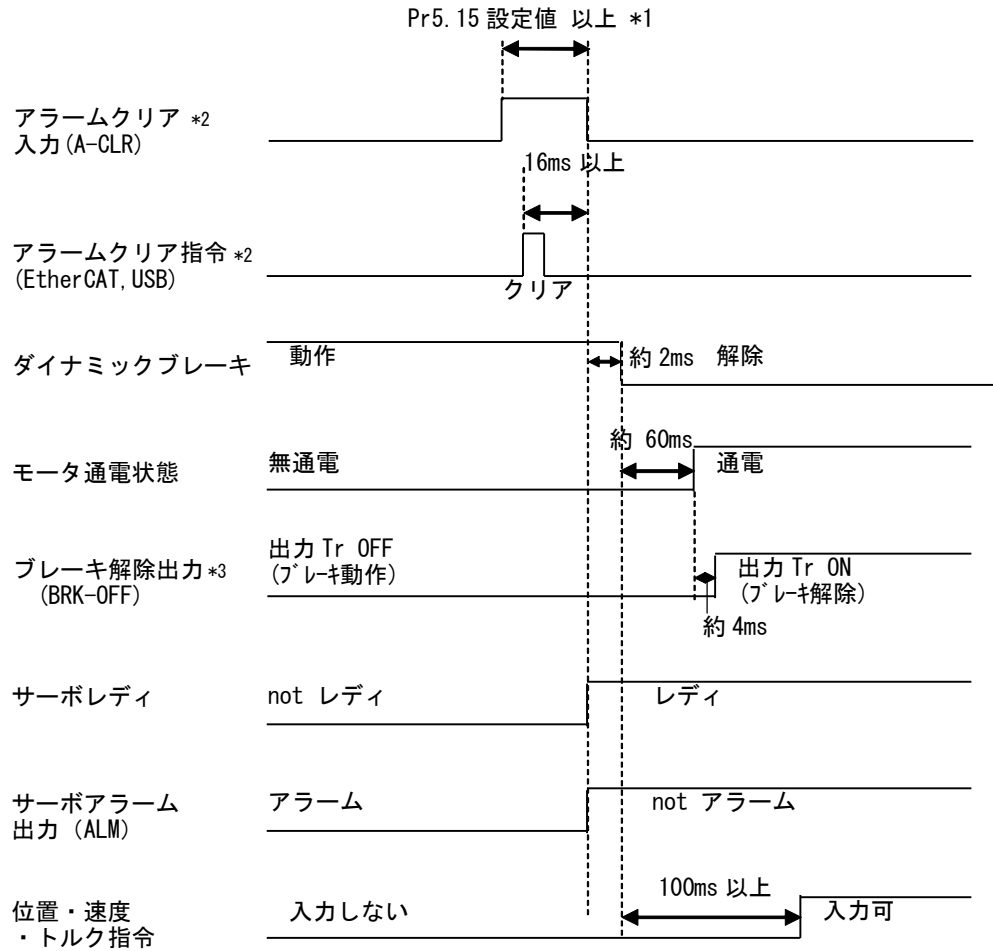 Pr5.15 設定値 以上 *1
アラームクリア *2
入力(A-CLR)
16ms 以上
アラームクリア指令 *2
(EtherCAT,USB)
クリア
ダイナミックブレーキ
動作
約 2ms
解除
約 60ms
モータ通電状態
無通電
通電
ブレーキ解除出力 *3
(BRK-OFF)
出力 Tr OFF
(ﾌﾞﾚｰｷ動作)
出力 Tr ON
(ﾌﾞﾚｰｷ解除)
約 4ms
サーボレディ
not レディ
レディ
サーボアラーム
出力 (ALM)
アラーム
not アラーム
100ms 以上
位置・速度
・トルク指令
入力しない
入力可